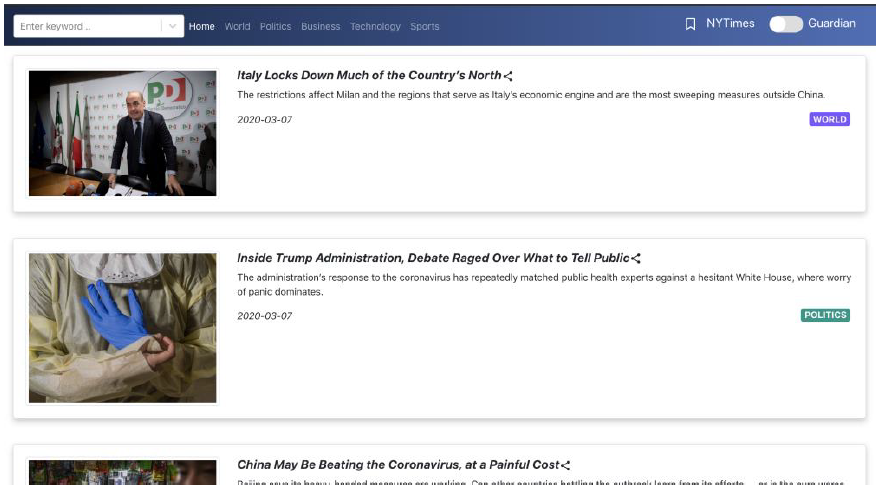 Enter keyword ..
Home World Politics Business Technology Sports
NYTimes Guardian
Italy Locks Down Much of the Country's North
The restrictions affect Milan and the regions that serve as Italy's economic engine and are the most sweeping measures outside China.
2020-03-07
WORLD
PD
Inside Trump Administration, Debate Raged Over What to Tell Public
The administration's response to the coronavirus has repeatedly matched public health experts against a hesitant White House, where worry
of panic dominates.
2020-03-07
POLITICS
China May Be Beating the Coronavirus, at a Painful Cost